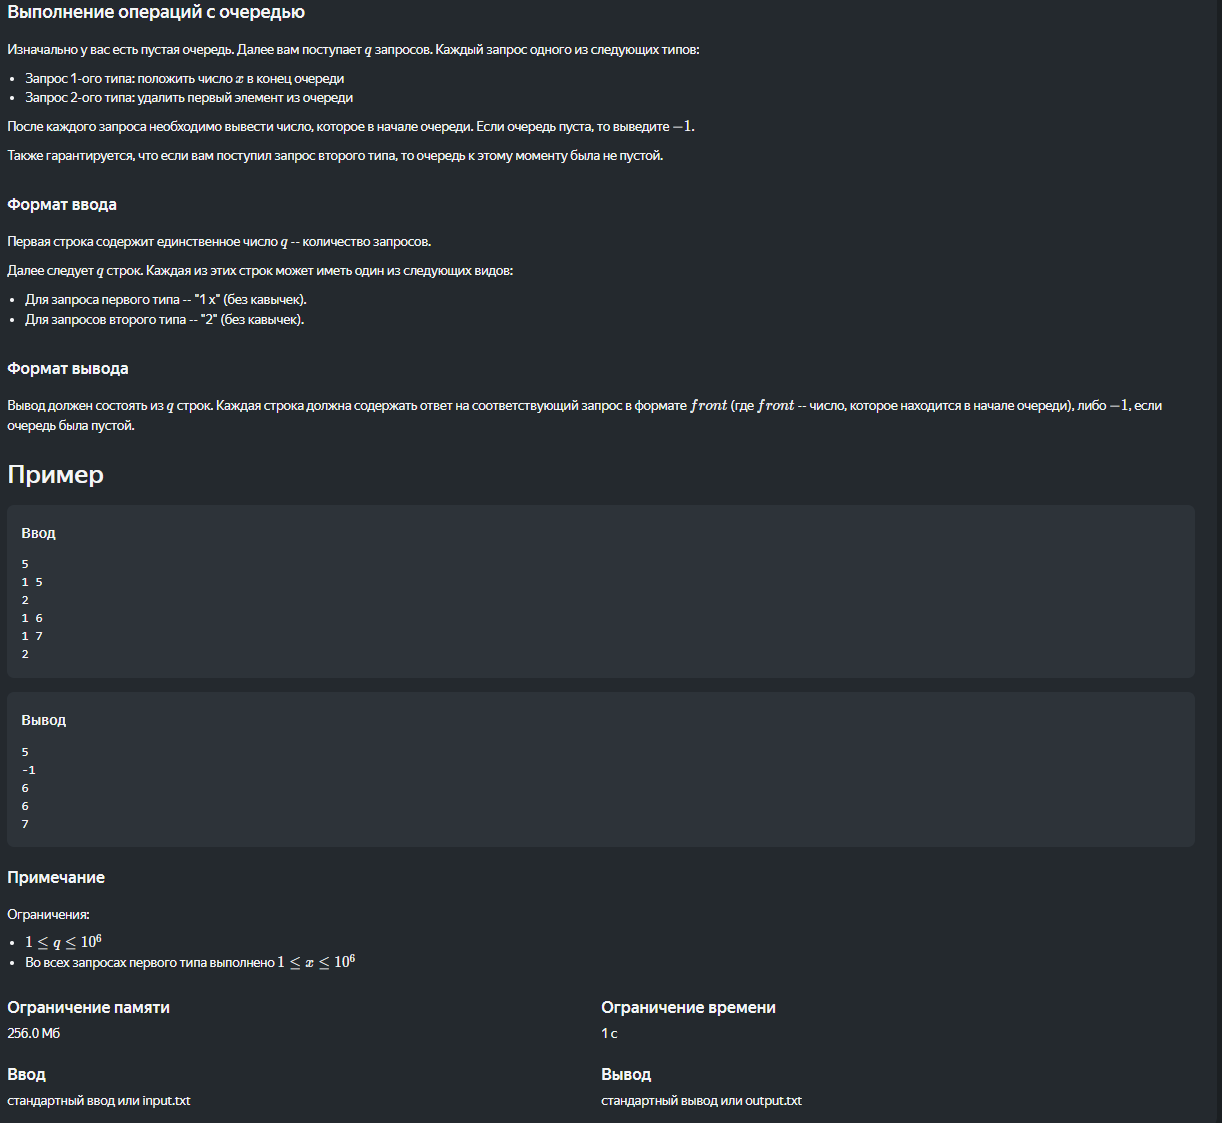 Выполнение операций с очередью
Изначально у вас есть пустая очередь. Далее вам поступает q запросов. Каждый запрос одного из следующих типов:
• Запрос 1-ого типа: положить число x в конец очереди
• Запрос 2-ого типа: удалить первый элемент из очереди
После каждого запроса необходимо вывести число, которое в начале очереди. Если очередь пуста, то выведите −1.
Также гарантируется, что если вам поступил запрос второго типа, то очередь к этому моменту была не пустой.
Формат ввода
Первая строка содержит единственное число q -- количество запросов.
Далее следует q строк. Каждая из этих строк может иметь один из следующих видов:
• Для запроса первого типа -- "1 x" (без кавычек).
• Для запросов второго типа -- "2" (без кавычек).
Формат вывода
Вывод должен состоять из q строк. Каждая строка должна содержать ответ на соответствующий запрос в формате front (где front -- число, которое находится в начале очереди), либо −1, если
очередь была пустой.
Пример
Ввод
5
1 5
2
1 6
1 7
2
Вывод
5
-1
6
6
7
Примечание
Ограничения:
• 1 ≤ q ≤ 10⁶
• Во всех запросах первого типа выполнено 1 ≤ x ≤ 10⁶
Ограничение памяти
256.0 Мб
Ограничение времени
1 с
Ввод
стандартный ввод или input.txt
Вывод
стандартный вывод или output.txt